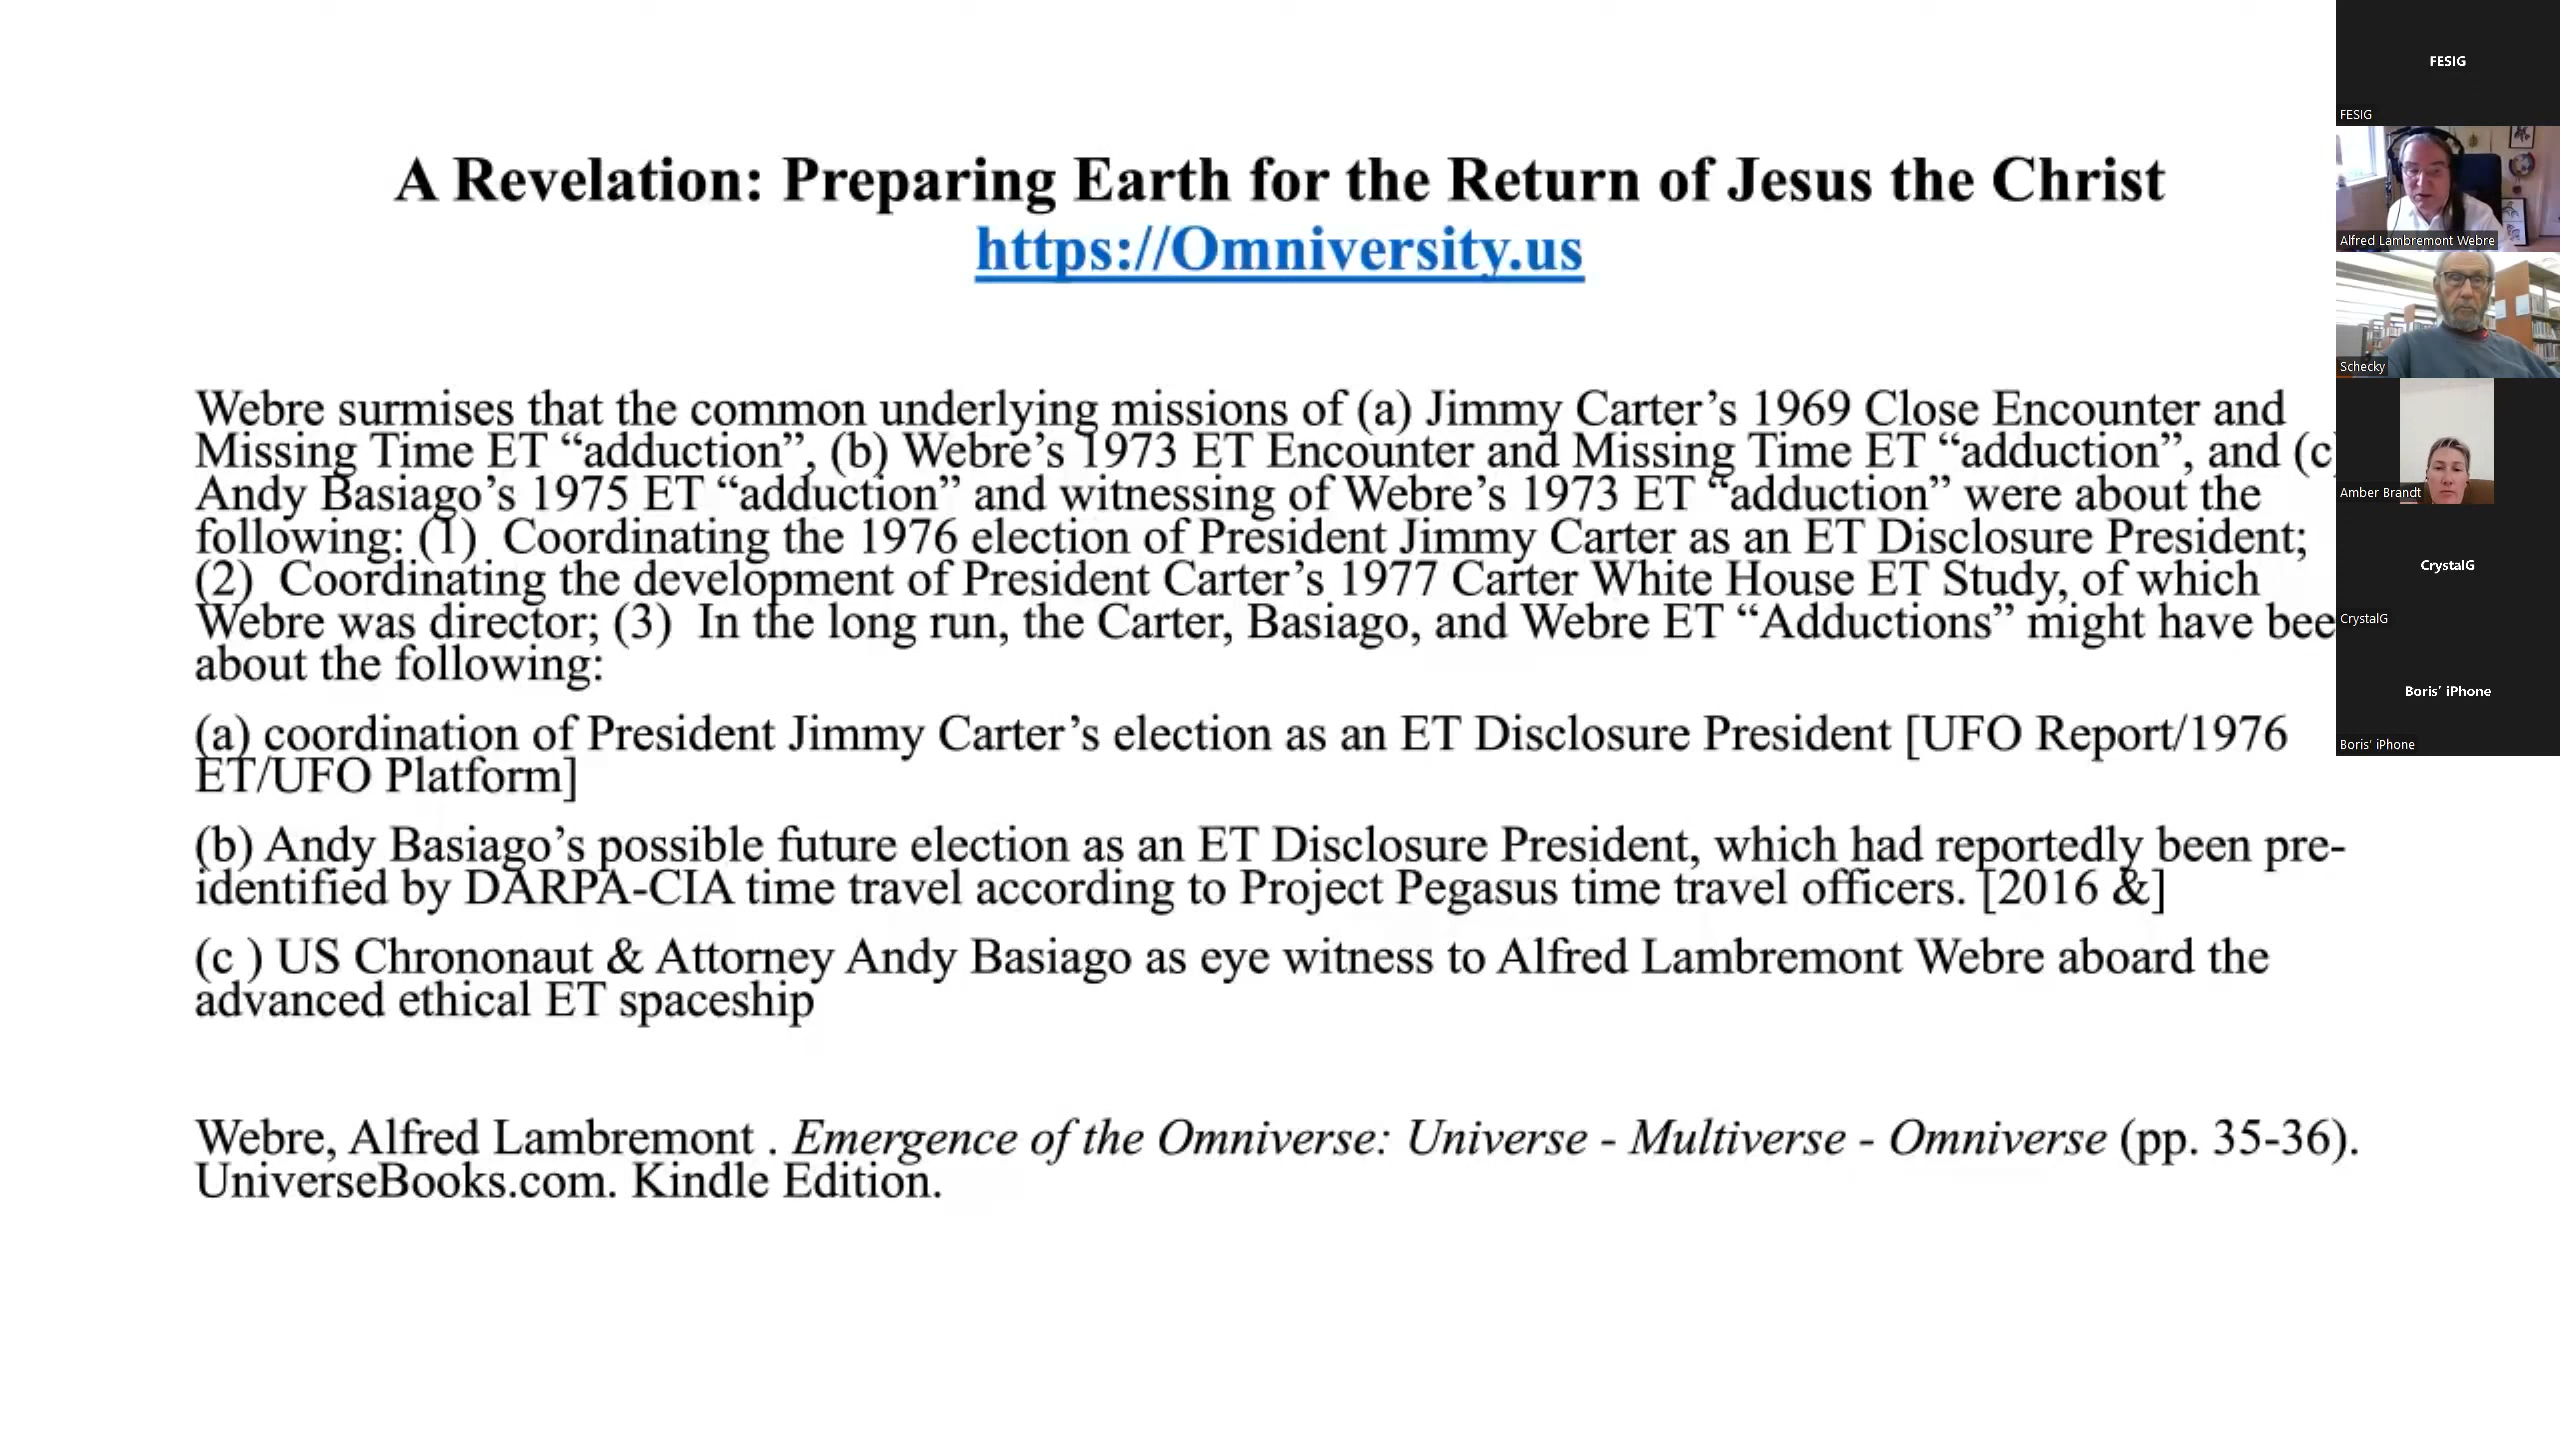 A Revelation: Preparing Earth for the Return of Jesus the Christ
https://Omniversity.us
Webre surmises that the common underlying missions of (a) Jimmy Carter’s 1969 Close Encounter and
Missing Time ET “adduction”, (b) Webre’s 1973 ET Encounter and Missing Time ET “adduction”, and (c
Andy Basiago’s 1975 ET “adduction” and witnessing of Webre’s 1973 ET “adduction” were about the
following: (1) Coordinating the 1976 election of President Jimmy Carter as an ET Disclosure President;
(2) Coordinating the development of President Carter’s 1977 Carter White House ET Study, of which
Webre was director; (3) In the long run, the Carter, Basiago, and Webre ET “Adductions” might have bee
about the following:
(a) coordination of President Jimmy Carter’s election as an ET Disclosure President [UFO Report/1976
ET/UFO Platform]
(b) Andy Basiago’s possible future election as an ET Disclosure President, which had reportedly been pre-
identified by DARPA-CIA time travel according to Project Pegasus time travel officers. [2016 &]
(c ) US Chrononaut & Attorney Andy Basiago as eye witness to Alfred Lambremont Webre aboard the
advanced ethical ET spaceship
Webre, Alfred Lambremont . Emergence of the Omniverse: Universe - Multiverse - Omniverse (pp. 35-36).
UniverseBooks.com. Kindle Edition.
FESIG
FESIG
Alfred Lambremont Webre
Schecky
Amber Brandt
CrystalG
CrystalG
Boris’ iPhone
Boris’ iPhone